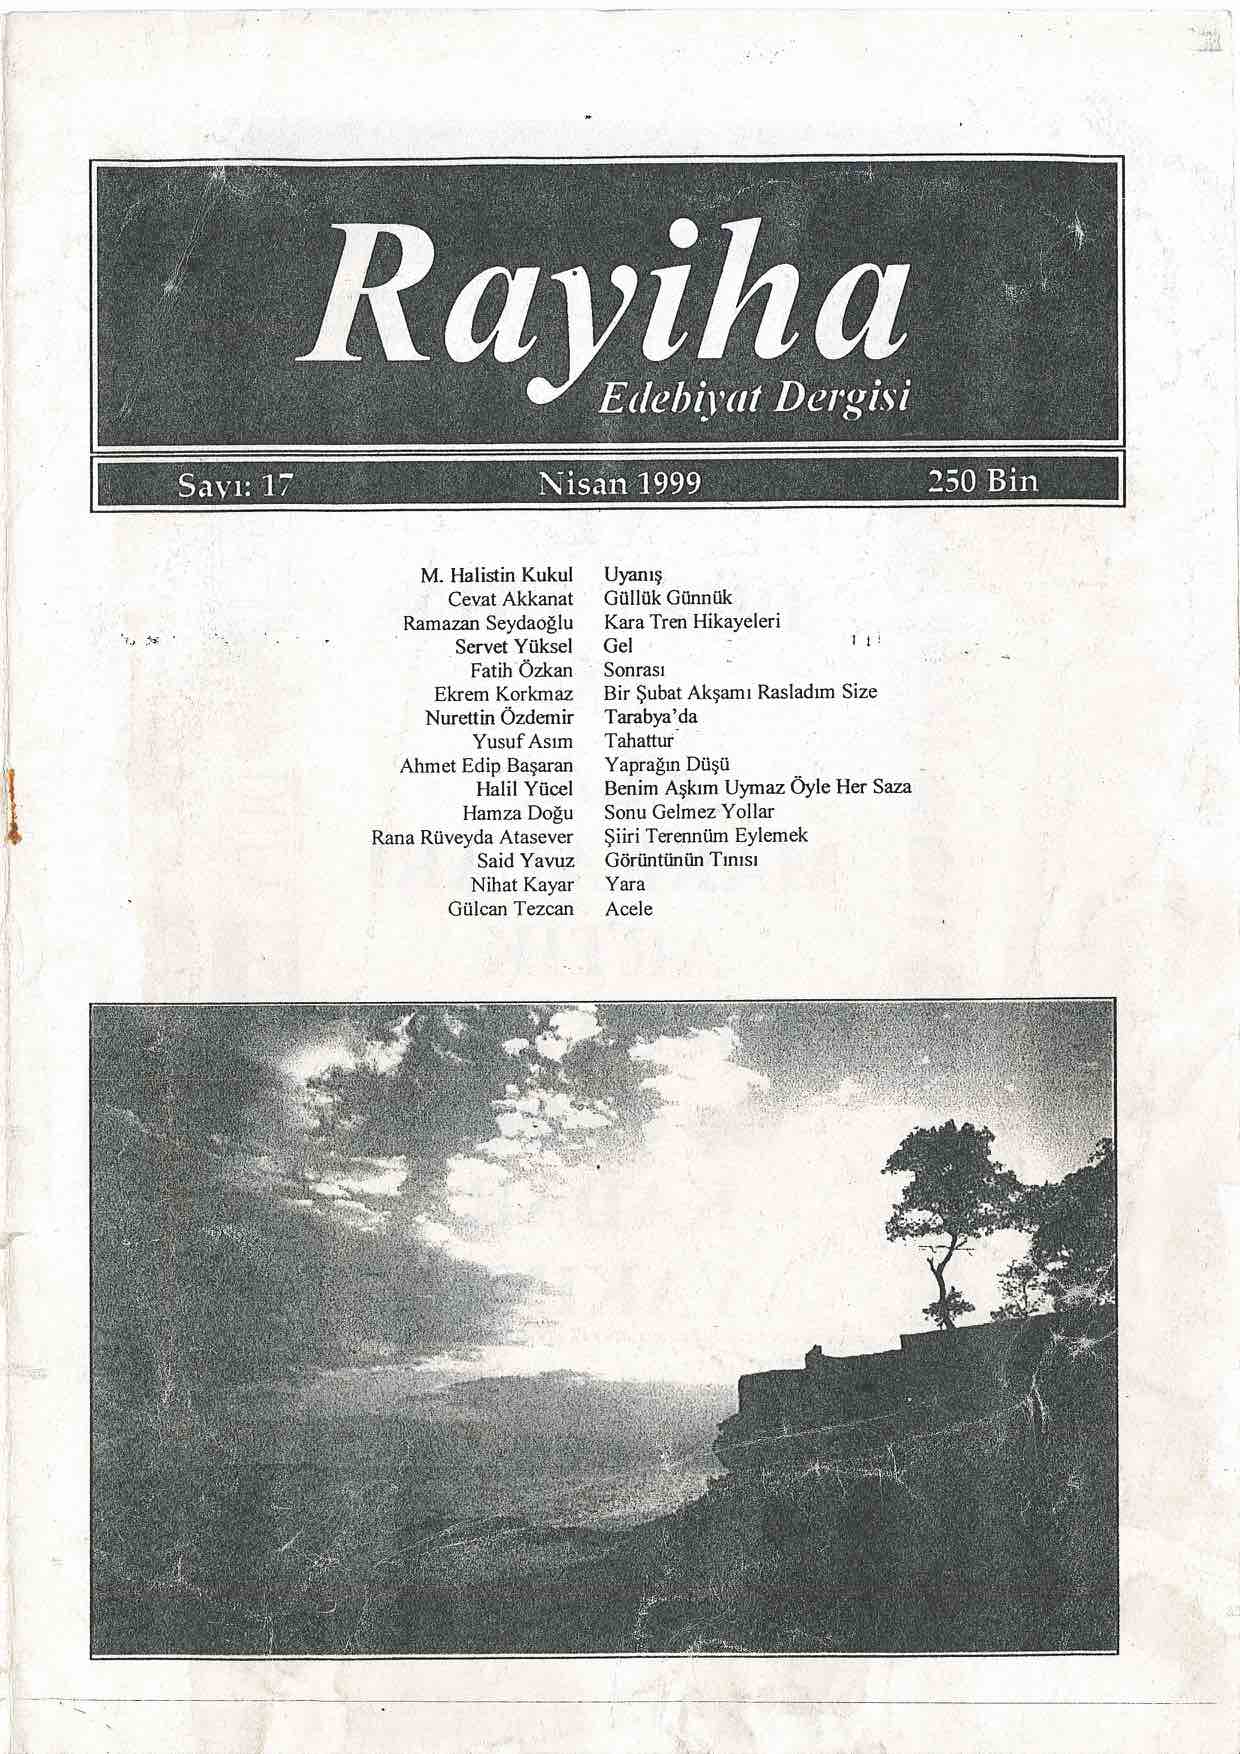 Rayiha
Edebiyat Dergisi
Sayı: 17 Nisan 1999 250 Bin
M. Halistin Kukul Uyanış
Cevat Akkanat Güllük Günnük
Ramazan Seydaoğlu Kara Tren Hikayeleri
Servet Yüksel Gel
Fatih Özkan Sonrası
Ekrem Korkmaz Bir Şubat Akşamı Rasladım Size
Nurettin Özdemir Tarabya'da
Yusuf Asım Tahattur
Ahmet Edip Başaran Yaprağın Düşü
Halil Yücel Benim Aşkım Uymaz Öyle Her Saza
Hamza Doğu Sonu Gelmez Yollar
Rana Rüveyda Atasever Şiiri Terennüm Eylemek
Said Yavuz Görüntünün Tınısı
Nihat Kayar Yara
Gülcan Tezcan Acele